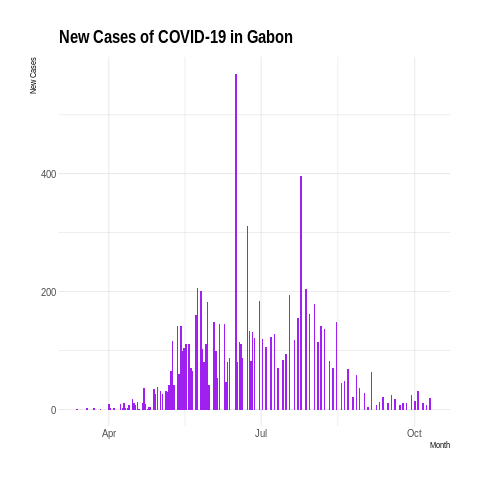 New Cases of COVID-19 in Gabon
New Cases
400
200
0
Apr
Jul
Oct
Month